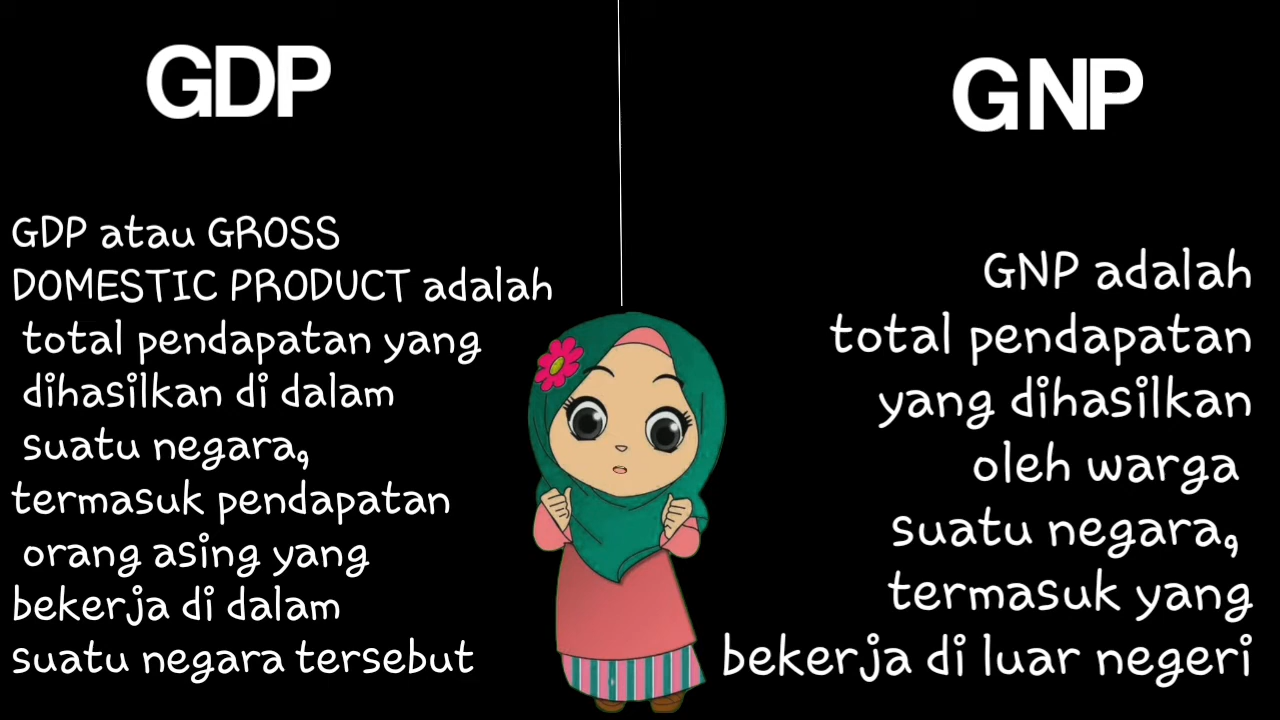 GDP
GDP atau GROSS
DOMESTIC PRODUCT adalah
total pendapatan yang
dihasilkan di dalam
suatu negara,
termasuk pendapatan
orang asing yang
bekerja di dalam
suatu negara tersebut
GNP
GNP adalah
total pendapatan
yang dihasilkan
oleh warga
suatu negara,
termasuk yang
bekerja di luar negeri